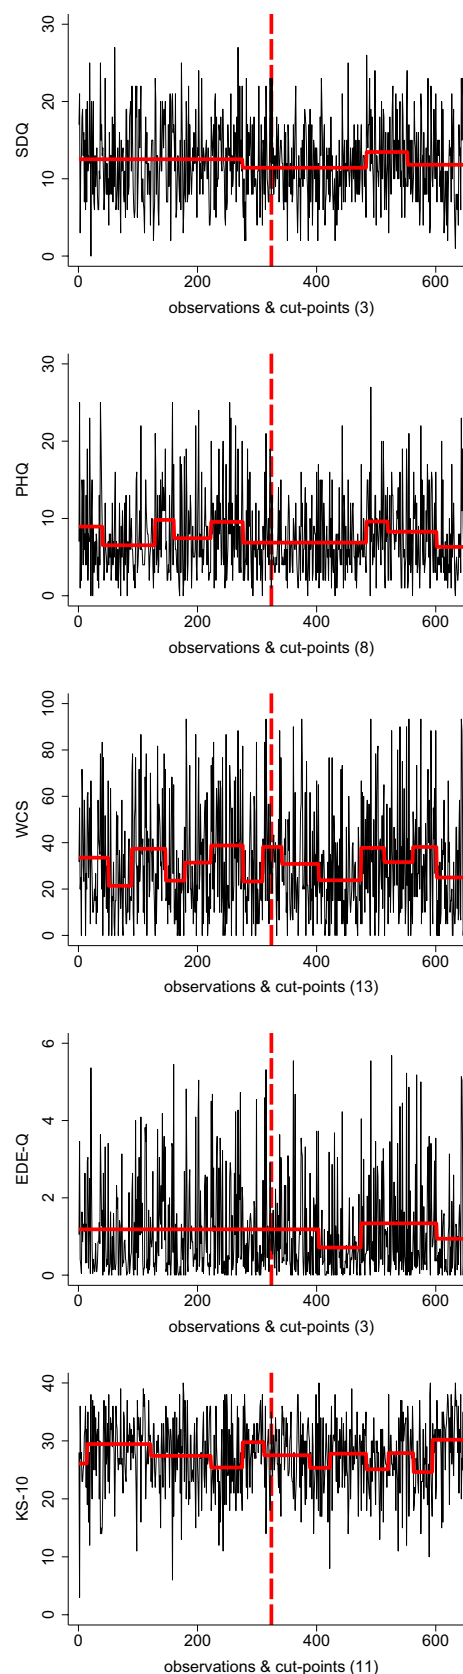 30
20
10
0
SDQ
0 200 400 600
observations & cut-points (3)
30
20
10
0
PHQ
0 200 400 600
observations & cut-points (8)
100
80
60
40
20
0
WCS
0 200 400 600
observations & cut-points (13)
6
4
2
0
EDE-Q
0 200 400 600
observations & cut-points (3)
40
30
20
10
0
KS-10
0 200 400 600
observations & cut-points (11)